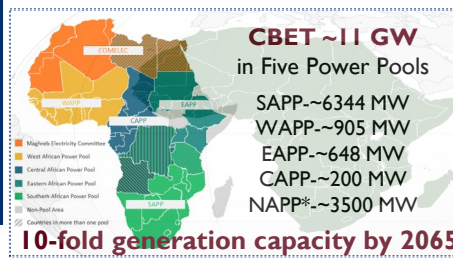 COMELEC
WAPP
CAPP
EAPP
SAPP
Maghreb Electricity Committee
West African Power Pool
Central African Power Pool
Eastern African Power Pool
Southern African Power Pool
Non-Pool Area
Countries in more than one pool
CBET ~11 GW
in Five Power Pools
SAPP-~6344 MW
WAPP-~905 MW
EAPP-~648 MW
CAPP-~200 MW
NAPP*-~3500 MW
10-fold generation capacity by 2065